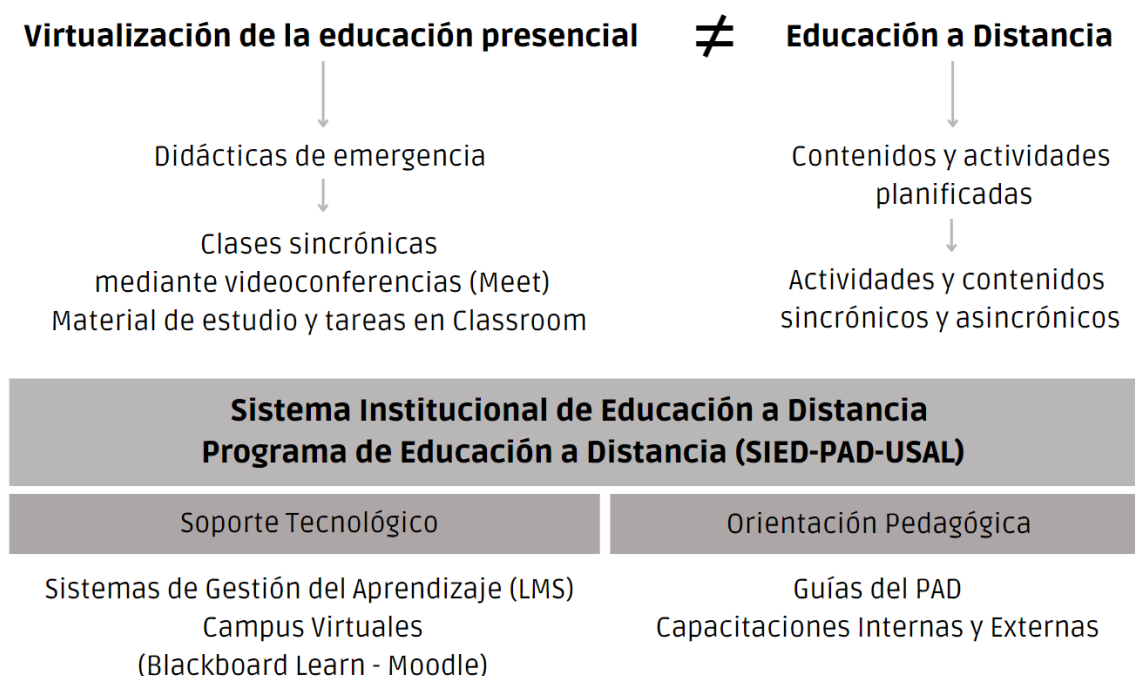 Virtualización de la educación presencial ≠ Educación a Distancia
Didácticas de emergencia
Clases sincrónicas
mediante videoconferencias (Meet)
Material de estudio y tareas en Classroom
Contenidos y actividades
planificadas
Actividades y contenidos
sincrónicos y asincrónicos
Sistema Institucional de Educación a Distancia
Programa de Educación a Distancia (SIED-PAD-USAL)
Soporte Tecnológico
Sistemas de Gestión del Aprendizaje (LMS)
Campus Virtuales
(Blackboard Learn - Moodle)
Orientación Pedagógica
Guías del PAD
Capacitaciones Internas y Externas